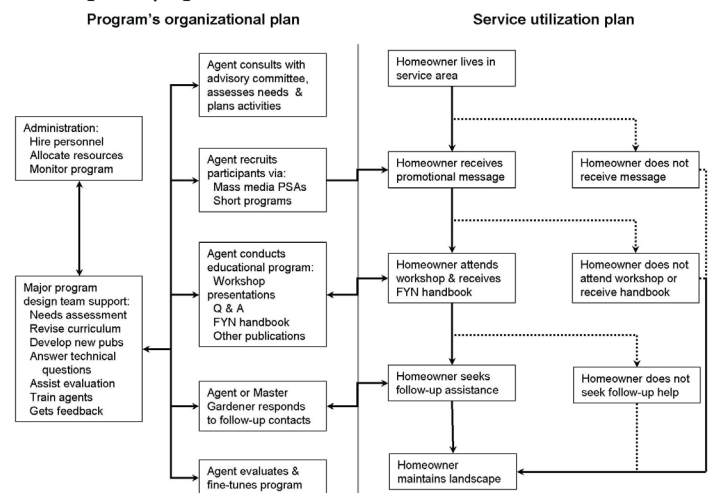 Program's organizational plan
Service utilization plan
Agent consults with
advisory committee,
assesses needs &
plans activities
Homeowner lives in
service area
Administration:
Hire personnel
Allocate resources
Monitor program
Agent recruits
participants via:
Mass media PSAs
Short programs
Homeowner receives
promotional message
Homeowner does not
receive message
Major program
design team support:
Needs assessment
Revise curriculum
Develop new pubs
Answer technical
questions
Assist evaluation
Train agents
Gets feedback
Agent conducts
educational program:
Workshop
presentations
Q & A
FYN handbook
Other publications
Homeowner attends
workshop & receives
FYN handbook
Homeowner does not
attend workshop or
receive handbook
Agent or Master
Gardener responds
to follow-up contacts
Homeowner seeks
follow-up assistance
Homeowner does not
seek follow-up help
Agent evaluates &
fine-tunes program
Homeowner
maintains landscape